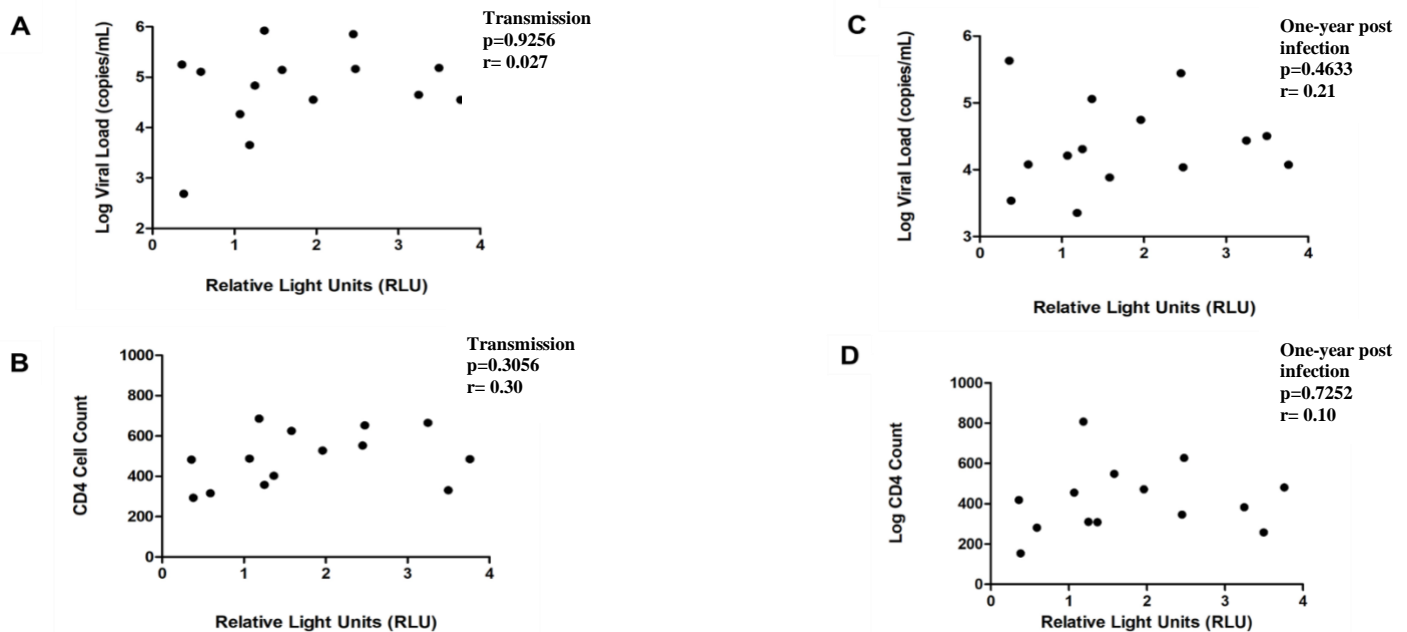 A
Transmission
p=0.9256
r= 0.027
Log Viral Load (copies/mL)
6
5
4
3
2
0 1 2 3 4
Relative Light Units (RLU)
B
Transmission
p=0.3056
r= 0.30
CD4 Cell Count
1000
800
600
400
200
0
0 1 2 3 4
Relative Light Units (RLU)
C
One-year post
infection
p=0.4633
r= 0.21
Log Viral Load (copies/mL)
6
5
4
3
0 1 2 3 4
Relative Light Units (RLU)
D
One-year post
infection
p=0.7252
r= 0.10
Log CD4 Count
1000
800
600
400
200
0
0 1 2 3 4
Relative Light Units (RLU)